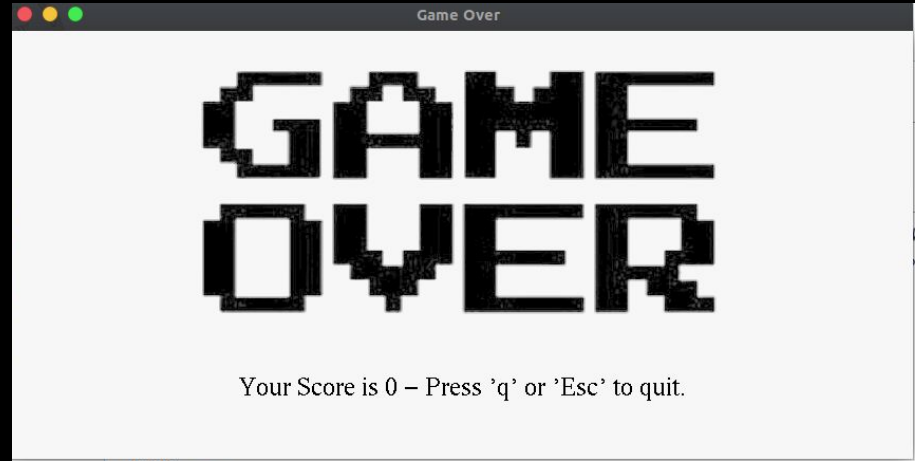 Game Over
GAME
OVER
Your Score is 0 – Press ’q’ or ’Esc’ to quit.